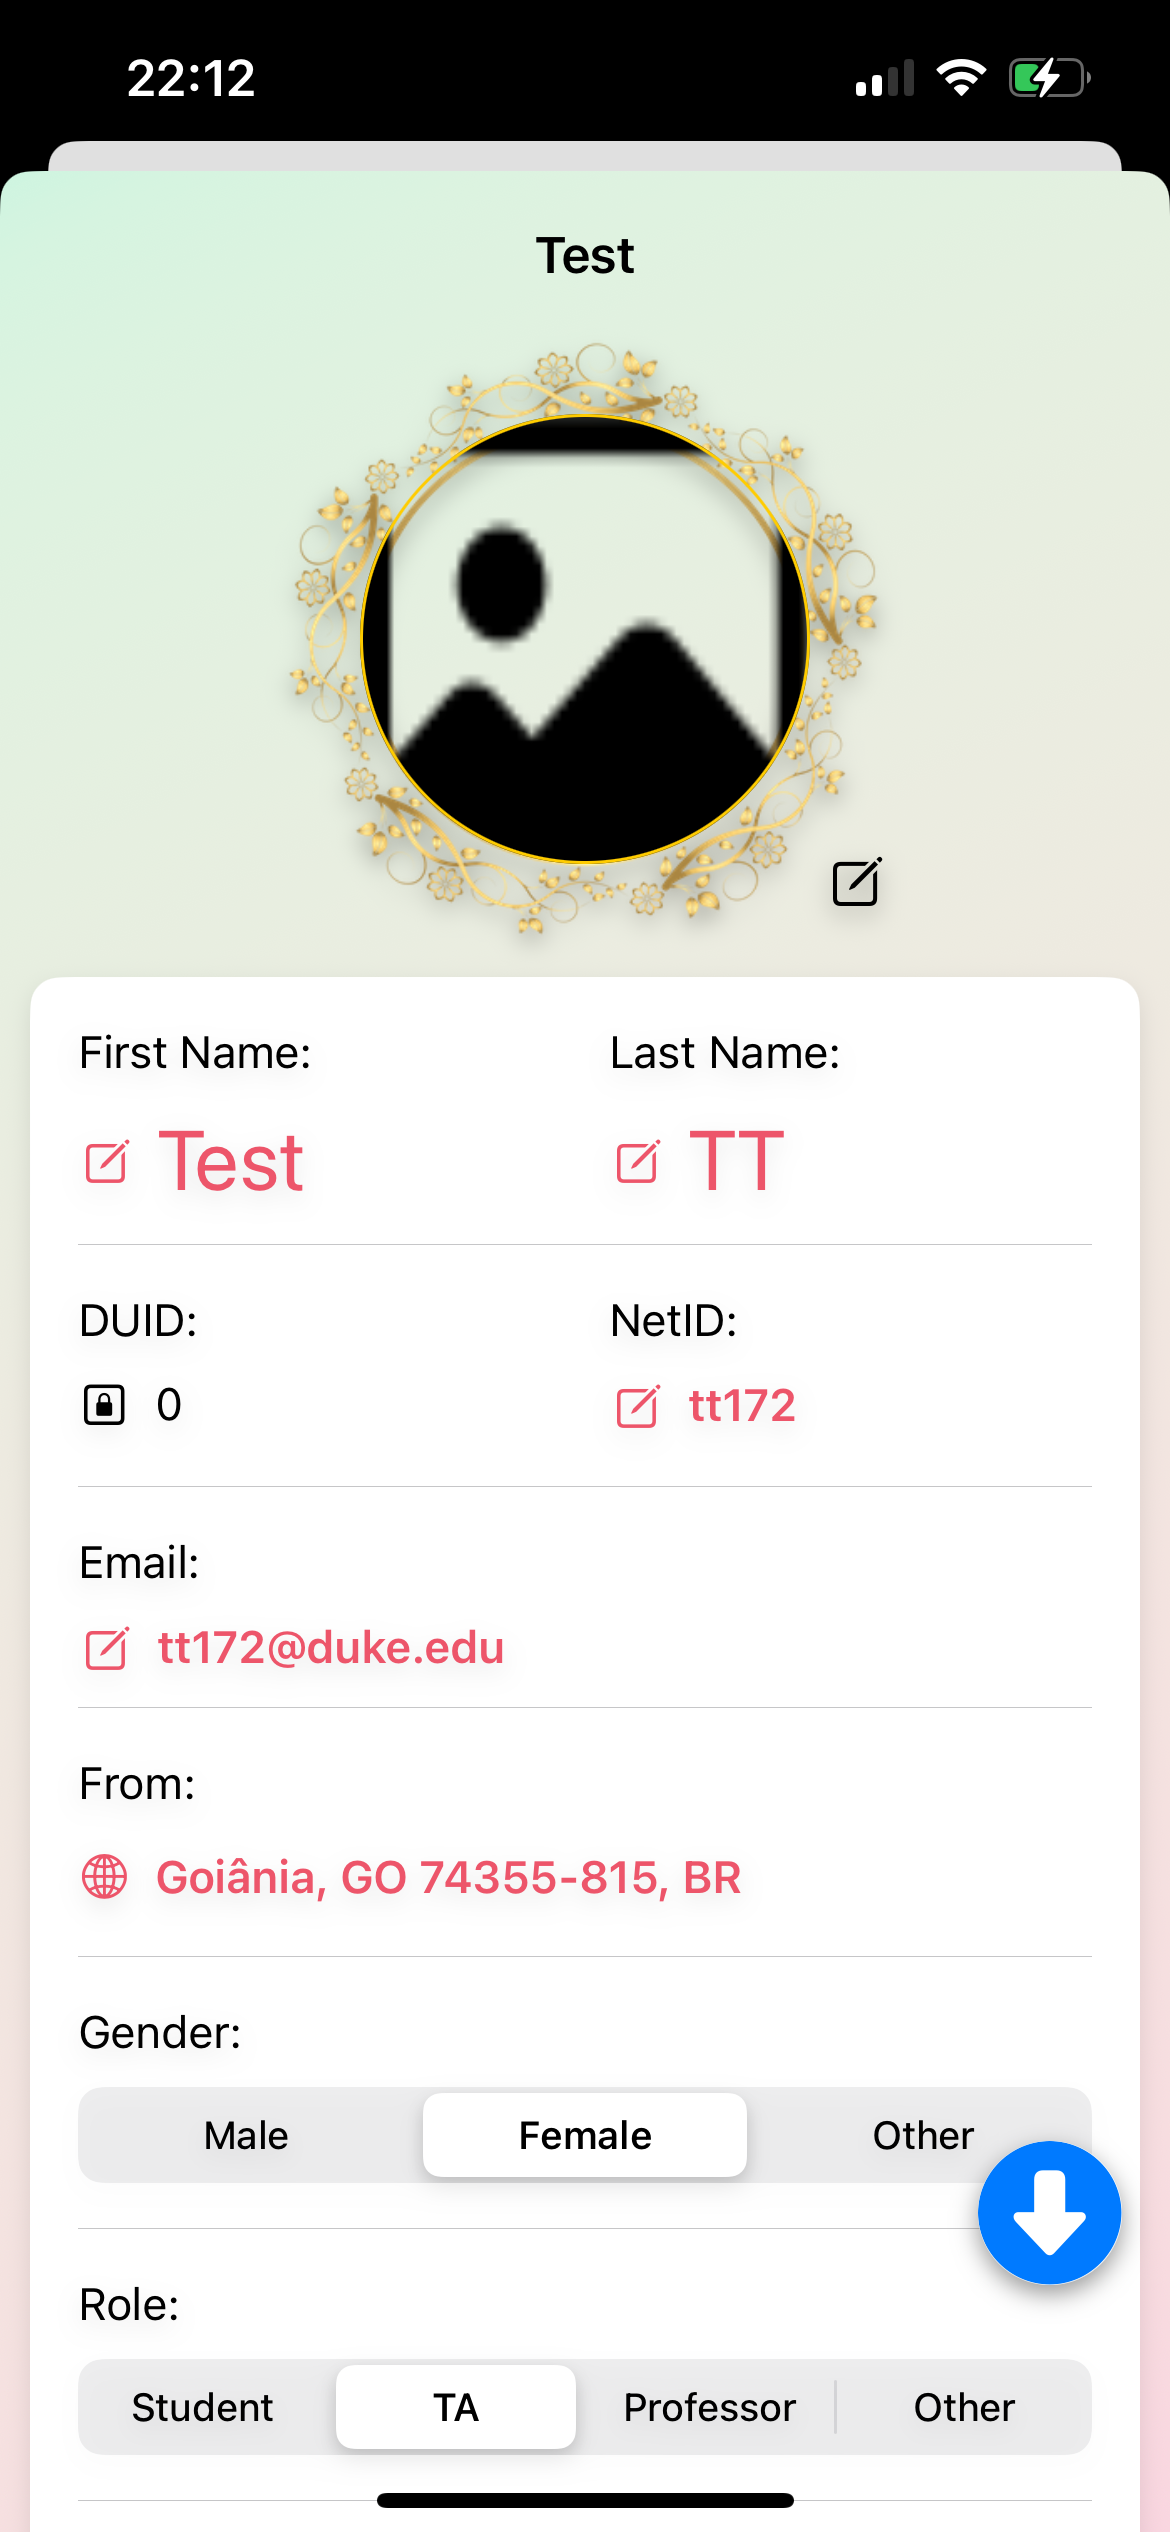 22:12
Test
First Name: Last Name:
Test TT
DUID: NetID:
0 tt172
Email:
tt172@duke.edu
From:
Goiânia, GO 74355-815, BR
Gender:
Male Female Other
Role:
Student TA Professor Other